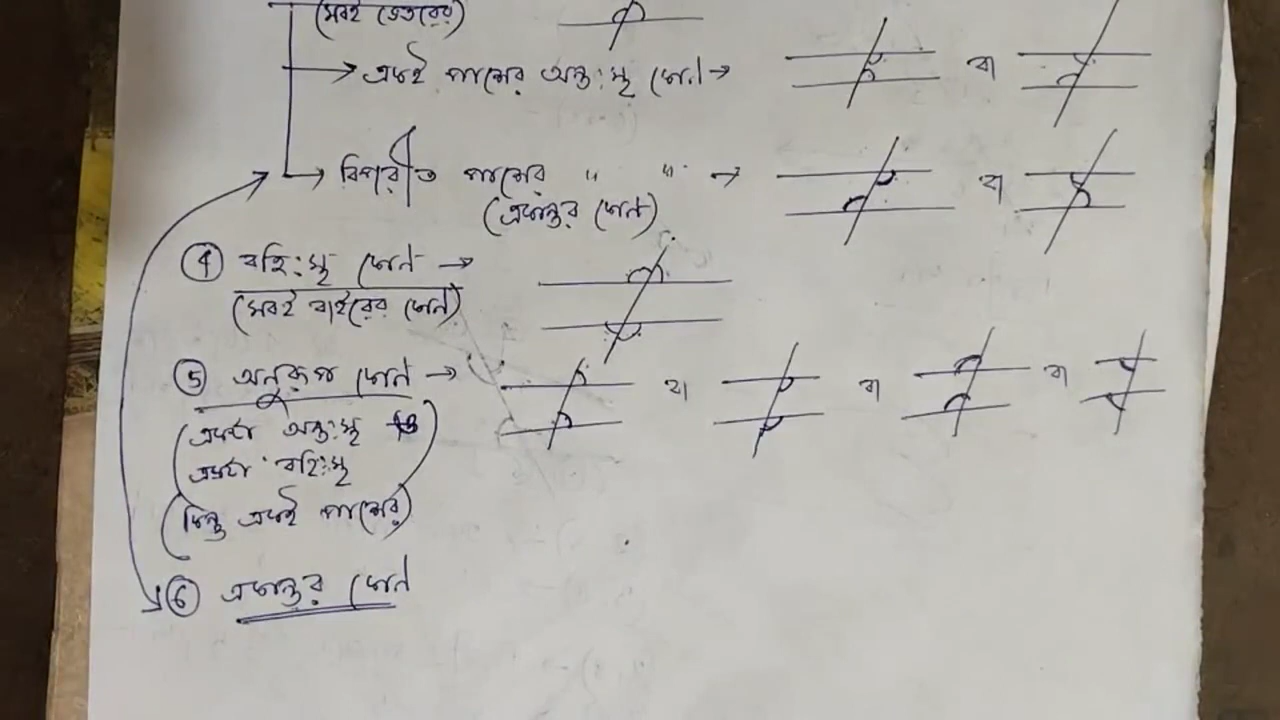 (সবই ভেতরের)
→ একই পাশের অন্তঃস্থ কোণ → বা
→ বিপরীত পাশের " " → বা
(একান্তর কোণ)
④ বহিঃস্থ কোণ →
(সবই বাইরের কোণ)
⑤ অনুরূপ কোণ → বা বা বা
(একটা অন্তঃস্থ ও
একটা বহিঃস্থ
(কিন্তু একই পাশের)
⑥ একান্তর কোণ